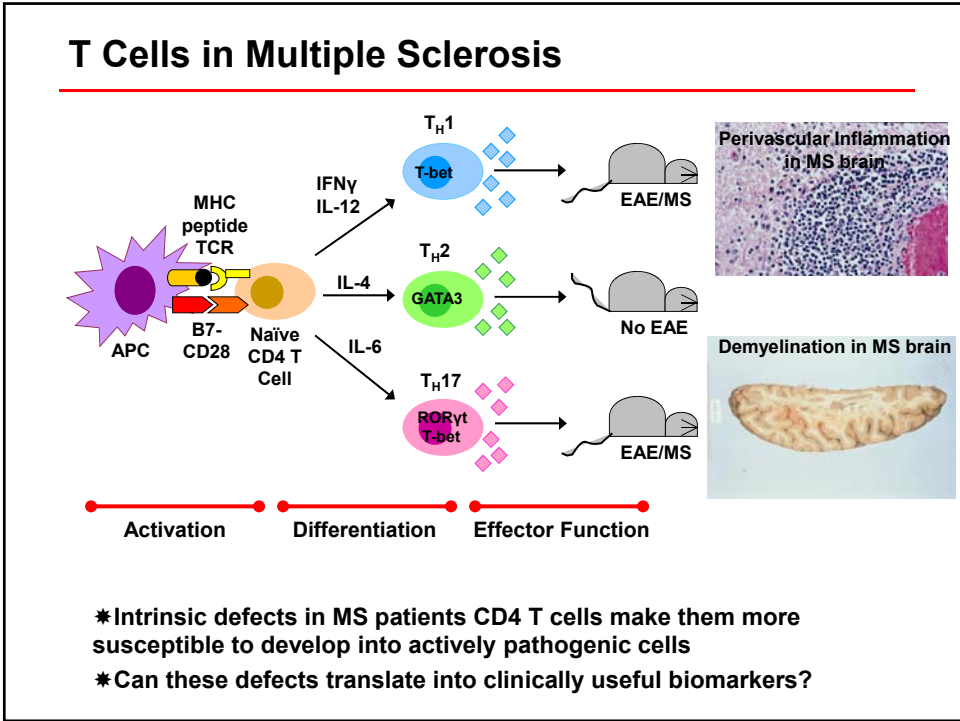 T Cells in Multiple Sclerosis
MHC
peptide
TCR
APC
B7-
CD28
Naïve
CD4 T
Cell
IFNγ
IL-12
IL-4
IL-6
TH1
T-bet
EAE/MS
TH2
GATA3
No EAE
TH17
RORγt
T-bet
EAE/MS
Perivascular Inflammation
in MS brain
Demyelination in MS brain
Activation
Differentiation
Effector Function
✷Intrinsic defects in MS patients CD4 T cells make them more
susceptible to develop into actively pathogenic cells
✷Can these defects translate into clinically useful biomarkers?